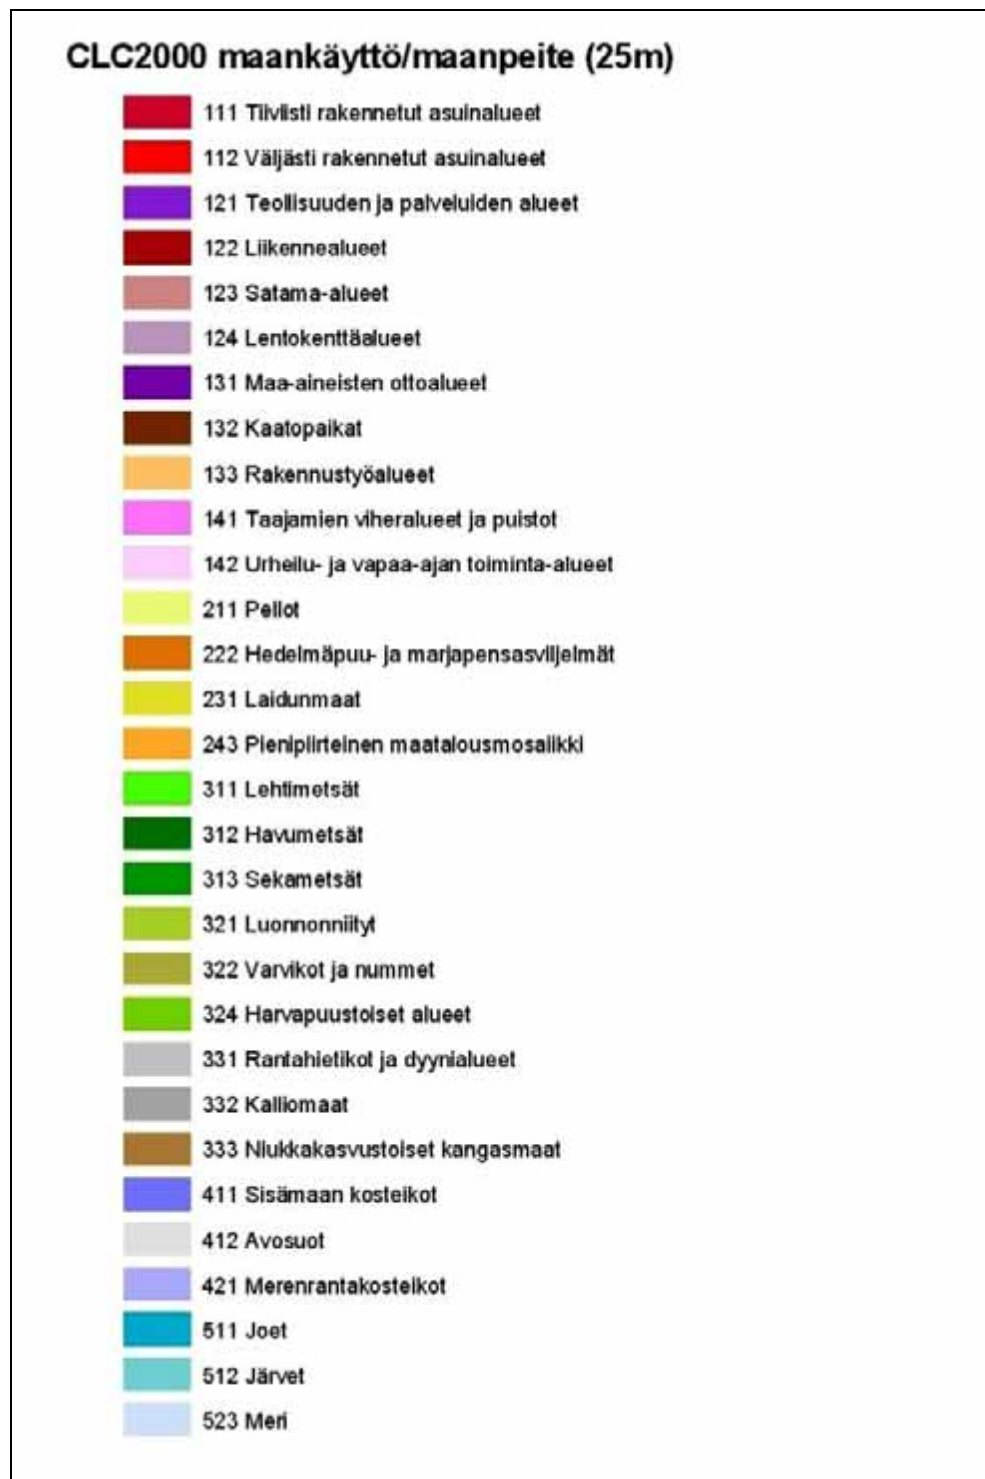 CLC2000 maankäyttö/maanpeite (25m)
111 Tiiviisti rakennetut asuinalueet
112 Väljästi rakennetut asuinalueet
121 Teollisuuden ja palveluiden alueet
122 Liikennealueet
123 Satama-alueet
124 Lentokenttäalueet
131 Maa-aineisten ottoalueet
132 Kaatopaikat
133 Rakennustyöalueet
141 Taajamien viheralueet ja puistot
142 Urheilu- ja vapaa-ajan toiminta-alueet
211 Pellot
222 Hedelmäpuu- ja marjapensasviljelmät
231 Laidunmaat
243 Pienipiirteinen maatalousmosaiikki
311 Lehtimetsät
312 Havumetsät
313 Sekametsät
321 Luonnonniityt
322 Varvikot ja nummet
324 Harvapuustoiset alueet
331 Rantahietikot ja dyynialueet
332 Kalliomaat
333 Niukkakasvustoiset kangasmaat
411 Sisämaan kosteikot
412 Avosuot
421 Merenrantakosteikot
511 Joet
512 Järvet
523 Meri